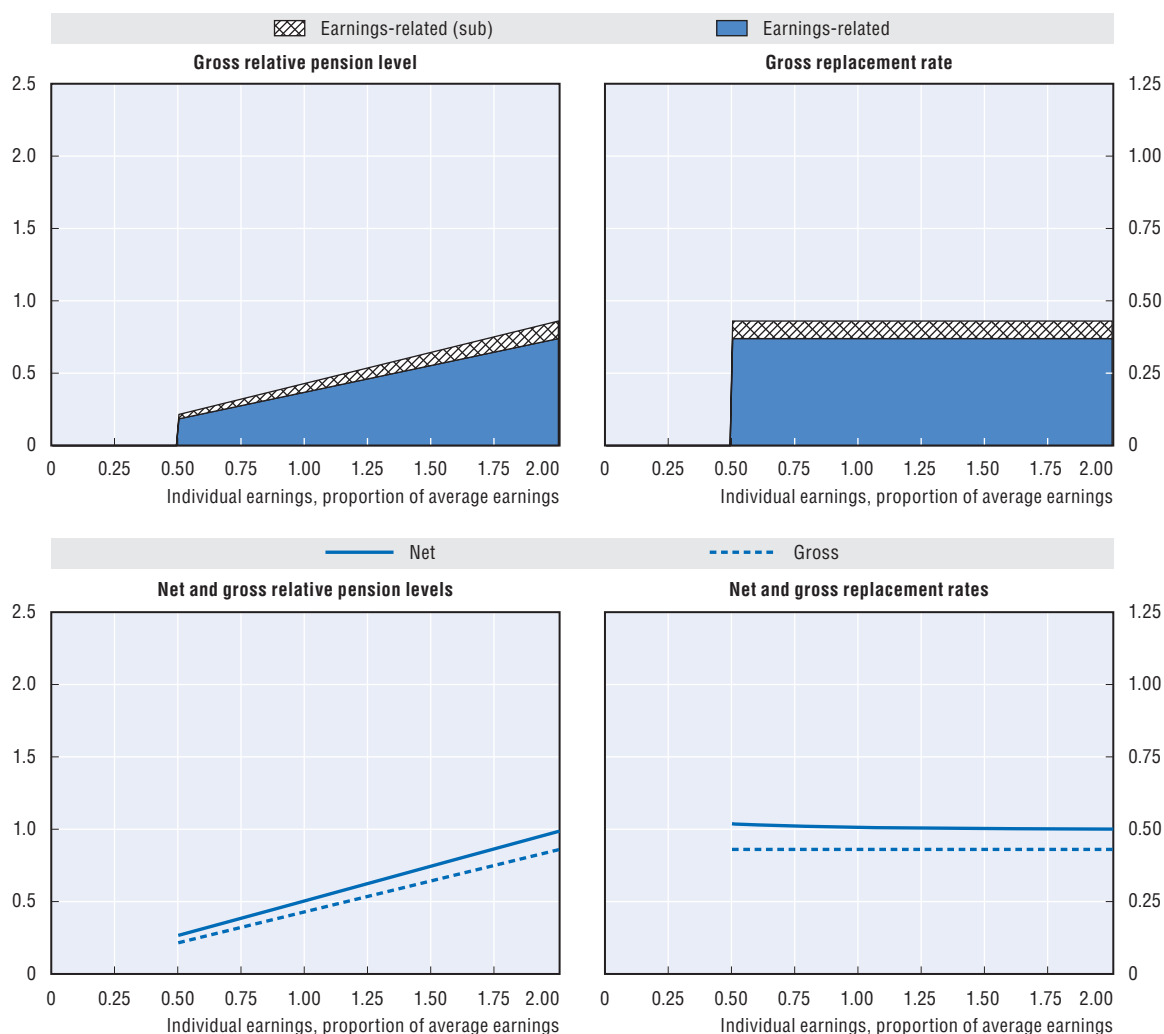 Earnings-related (sub) Earnings-related
Gross relative pension level Gross replacement rate
2.5 1.25
2.0 1.00
1.5 0.75
1.0 0.50
0.5 0.25
0 0
0 0.25 0.50 0.75 1.00 1.25 1.50 1.75 2.00 0 0.25 0.50 0.75 1.00 1.25 1.50 1.75 2.00
Individual earnings, proportion of average earnings Individual earnings, proportion of average earnings
Net Gross
Net and gross relative pension levels Net and gross replacement rates
2.5 1.25
2.0 1.00
1.5 0.75
1.0 0.50
0.5 0.25
0 0
0 0.25 0.50 0.75 1.00 1.25 1.50 1.75 2.00 0 0.25 0.50 0.75 1.00 1.25 1.50 1.75 2.00
Individual earnings, proportion of average earnings Individual earnings, proportion of average earnings